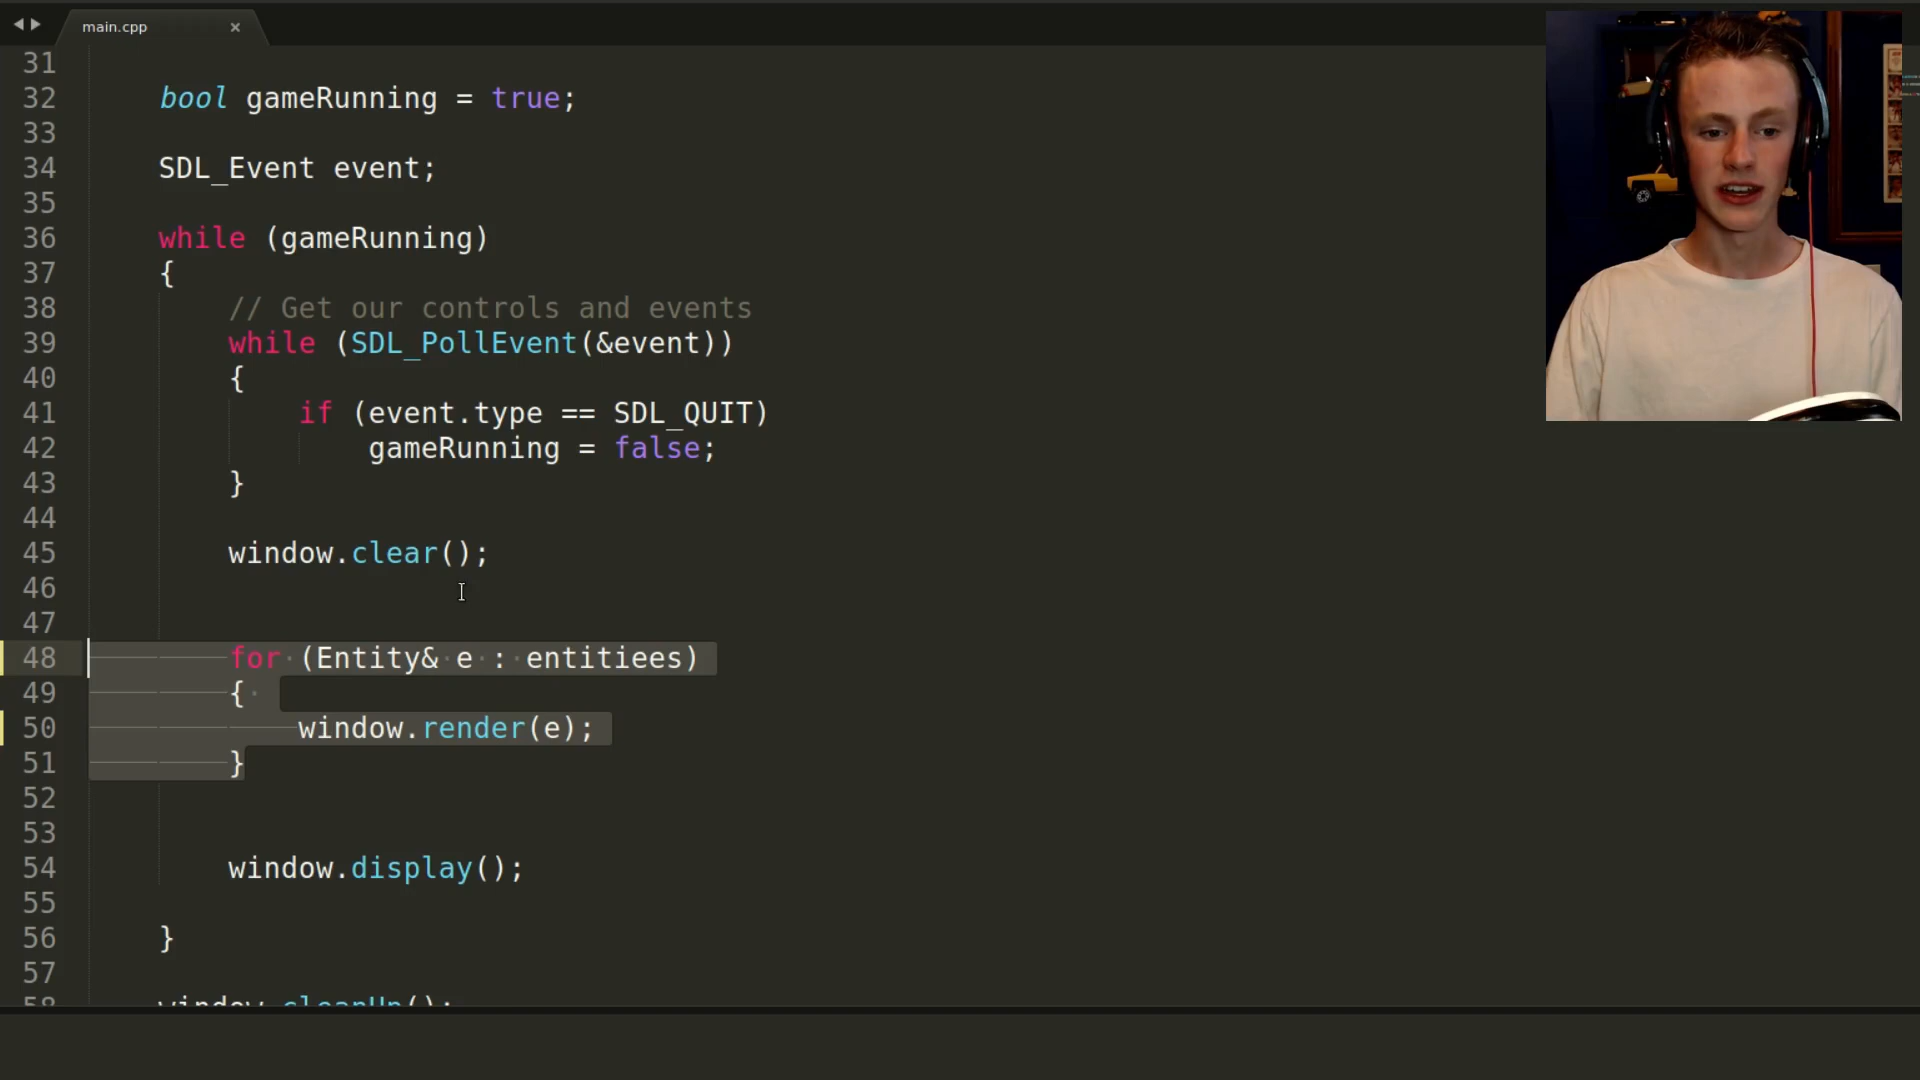 main.cpp ×
31
32 bool gameRunning = true;
33
34 SDL_Event event;
35
36 while (gameRunning)
37 {
38 // Get our controls and events
39 while (SDL_PollEvent(&event))
40 {
41 if (event.type == SDL_QUIT)
42 gameRunning = false;
43 }
44
45 window.clear();
46
47
48 for (Entity& e : entitiees)
49 {
50 window.render(e);
51 }
52
53
54 window.display();
55
56 }
57
58 window.cleanUp();